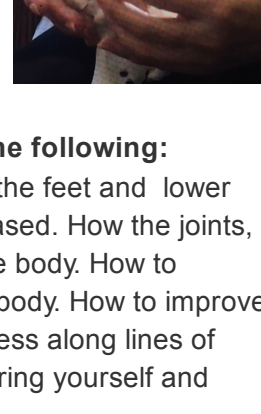 he following:
the feet and lower
ased. How the joints,
e body. How to
body. How to improve
ess along lines of
ring yourself and